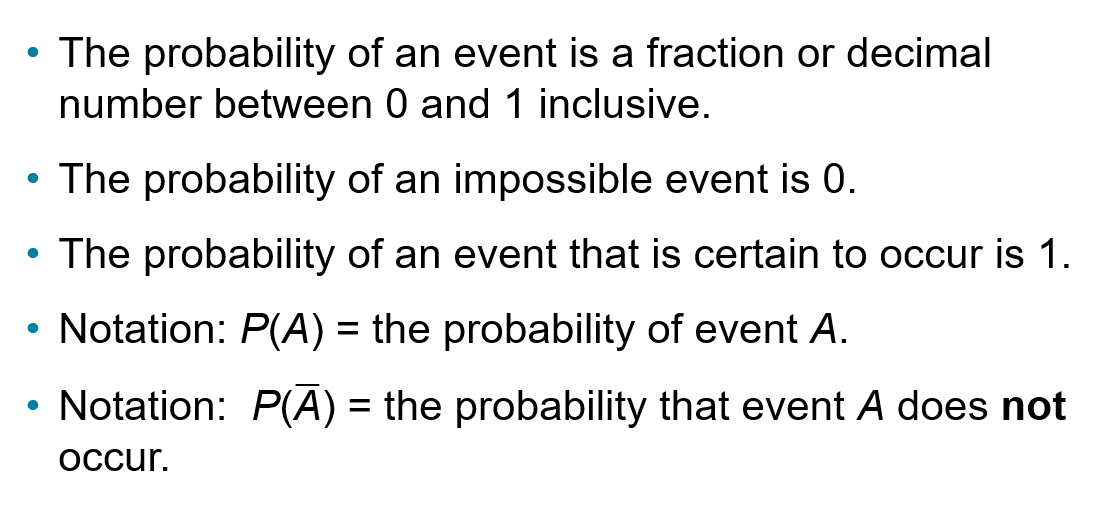 • The probability of an event is a fraction or decimal
number between 0 and 1 inclusive.
• The probability of an impossible event is 0.
• The probability of an event that is certain to occur is 1.
• Notation: P(A) = the probability of event A.
• Notation: P(A̅) = the probability that event A does not
occur.